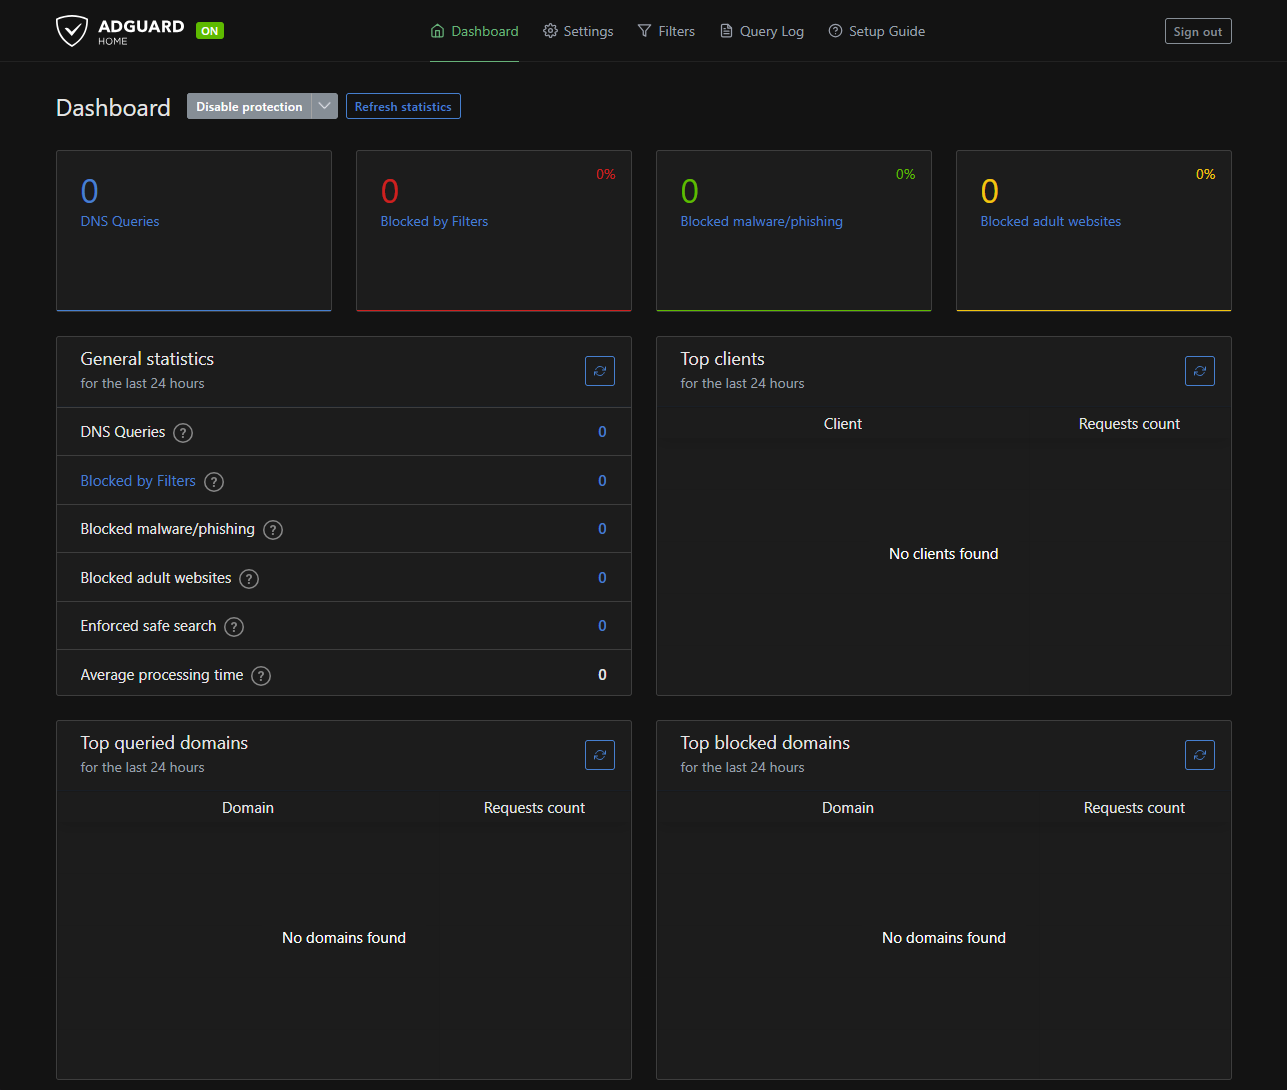 ADGUARD
HOME
ON
Dashboard
Settings
Filters
Query Log
Setup Guide
Sign out
Dashboard
Disable protection
Refresh statistics
0
DNS Queries
0%
0
Blocked by Filters
0%
0
Blocked malware/phishing
0%
0
Blocked adult websites
General statistics
for the last 24 hours
DNS Queries ? 0
Blocked by Filters ? 0
Blocked malware/phishing ? 0
Blocked adult websites ? 0
Enforced safe search ? 0
Average processing time ? 0
Top clients
for the last 24 hours
Client Requests count
No clients found
Top queried domains
for the last 24 hours
Domain Requests count
No domains found
Top blocked domains
for the last 24 hours
Domain Requests count
No domains found